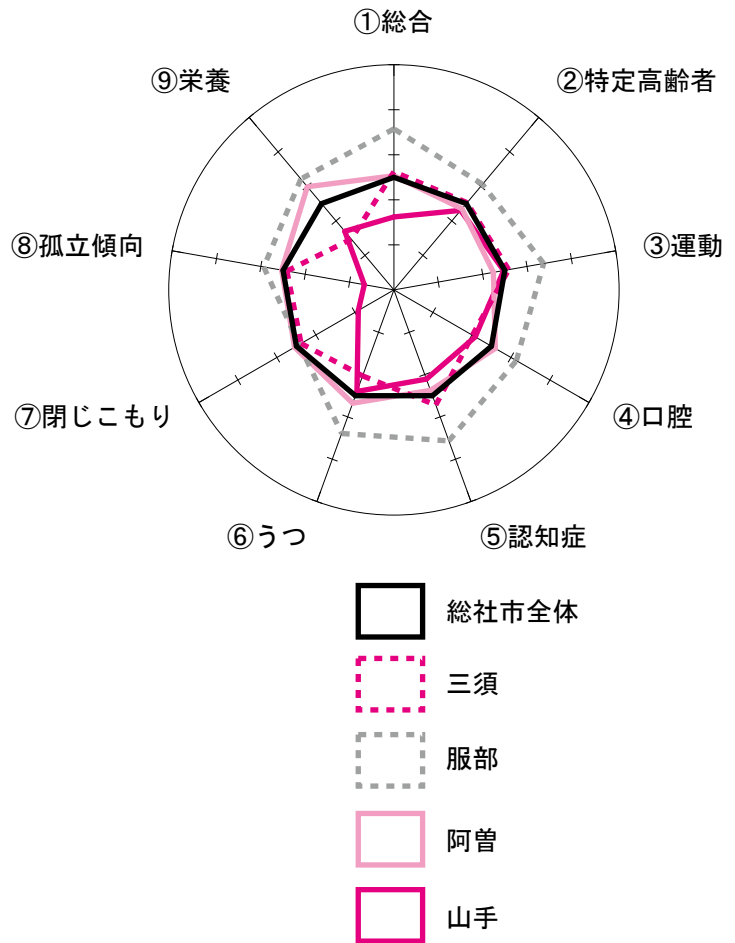 ①総合
②特定高齢者
③運動
④口腔
⑤認知症
⑥うつ
⑦閉じこもり
⑧孤立傾向
⑨栄養
総社市全体
三須
服部
阿曽
山手